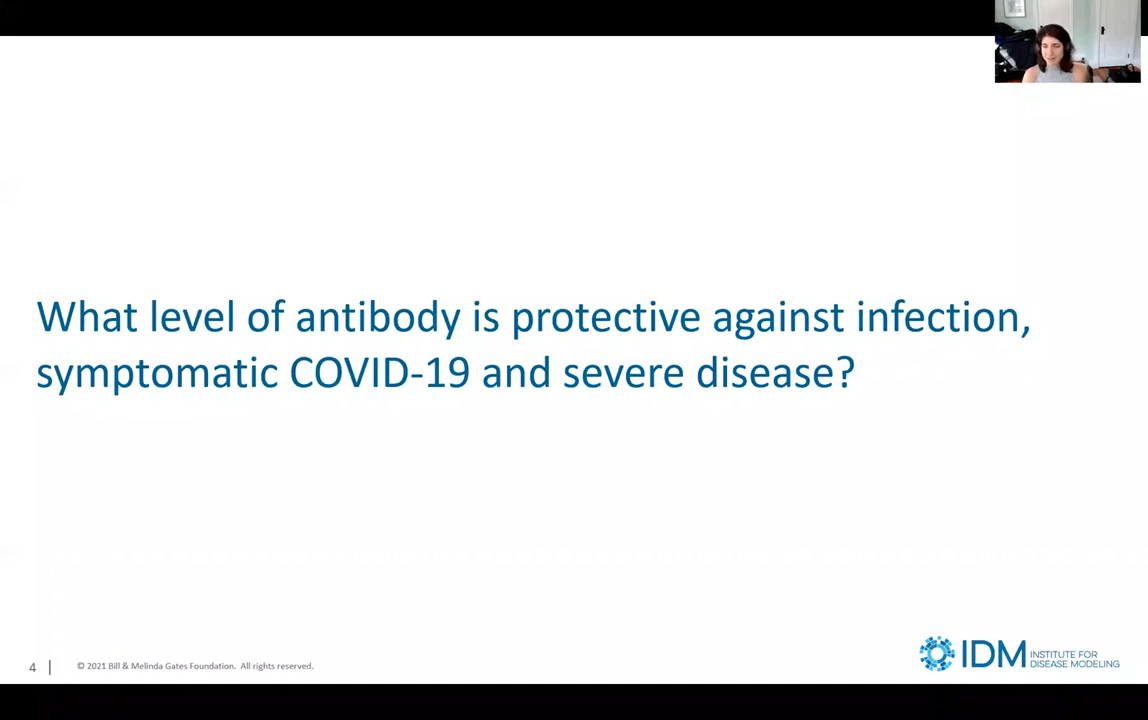 What level of antibody is protective against infection,
symptomatic COVID-19 and severe disease?
4 | © 2021 Bill & Melinda Gates Foundation. All rights reserved.
IDM INSTITUTE FOR
DISEASE MODELING